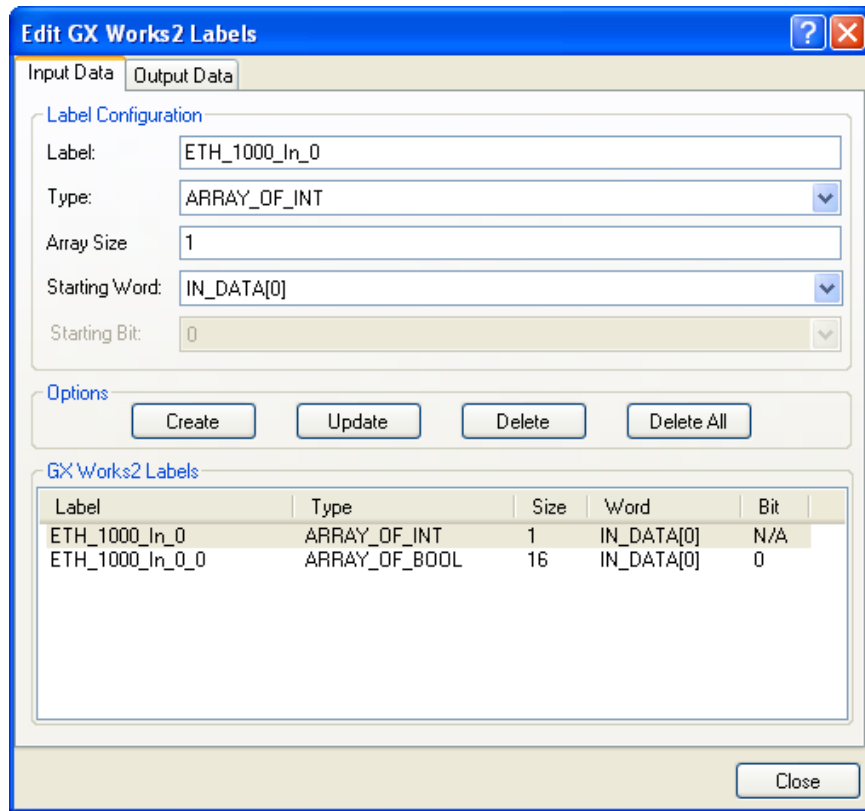 Edit GX Works2 Labels
Input Data Output Data
Label Configuration
Label: ETH_1000_In_0
Type: ARRAY_OF_INT
Array Size 1
Starting Word: IN_DATA[0]
Starting Bit: 0
Options
Create Update Delete Delete All
GX Works2 Labels
Label Type Size Word Bit
ETH_1000_In_0 ARRAY_OF_INT 1 IN_DATA[0] N/A
ETH_1000_In_0_0 ARRAY_OF_BOOL 16 IN_DATA[0] 0
Close